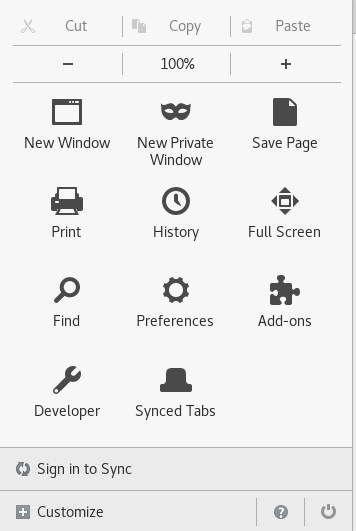 Cut Copy Paste
− 100% +
New Window New Private Window Save Page
Print History Full Screen
Find Preferences Add-ons
Developer Synced Tabs
Sign in to Sync
Customize ?